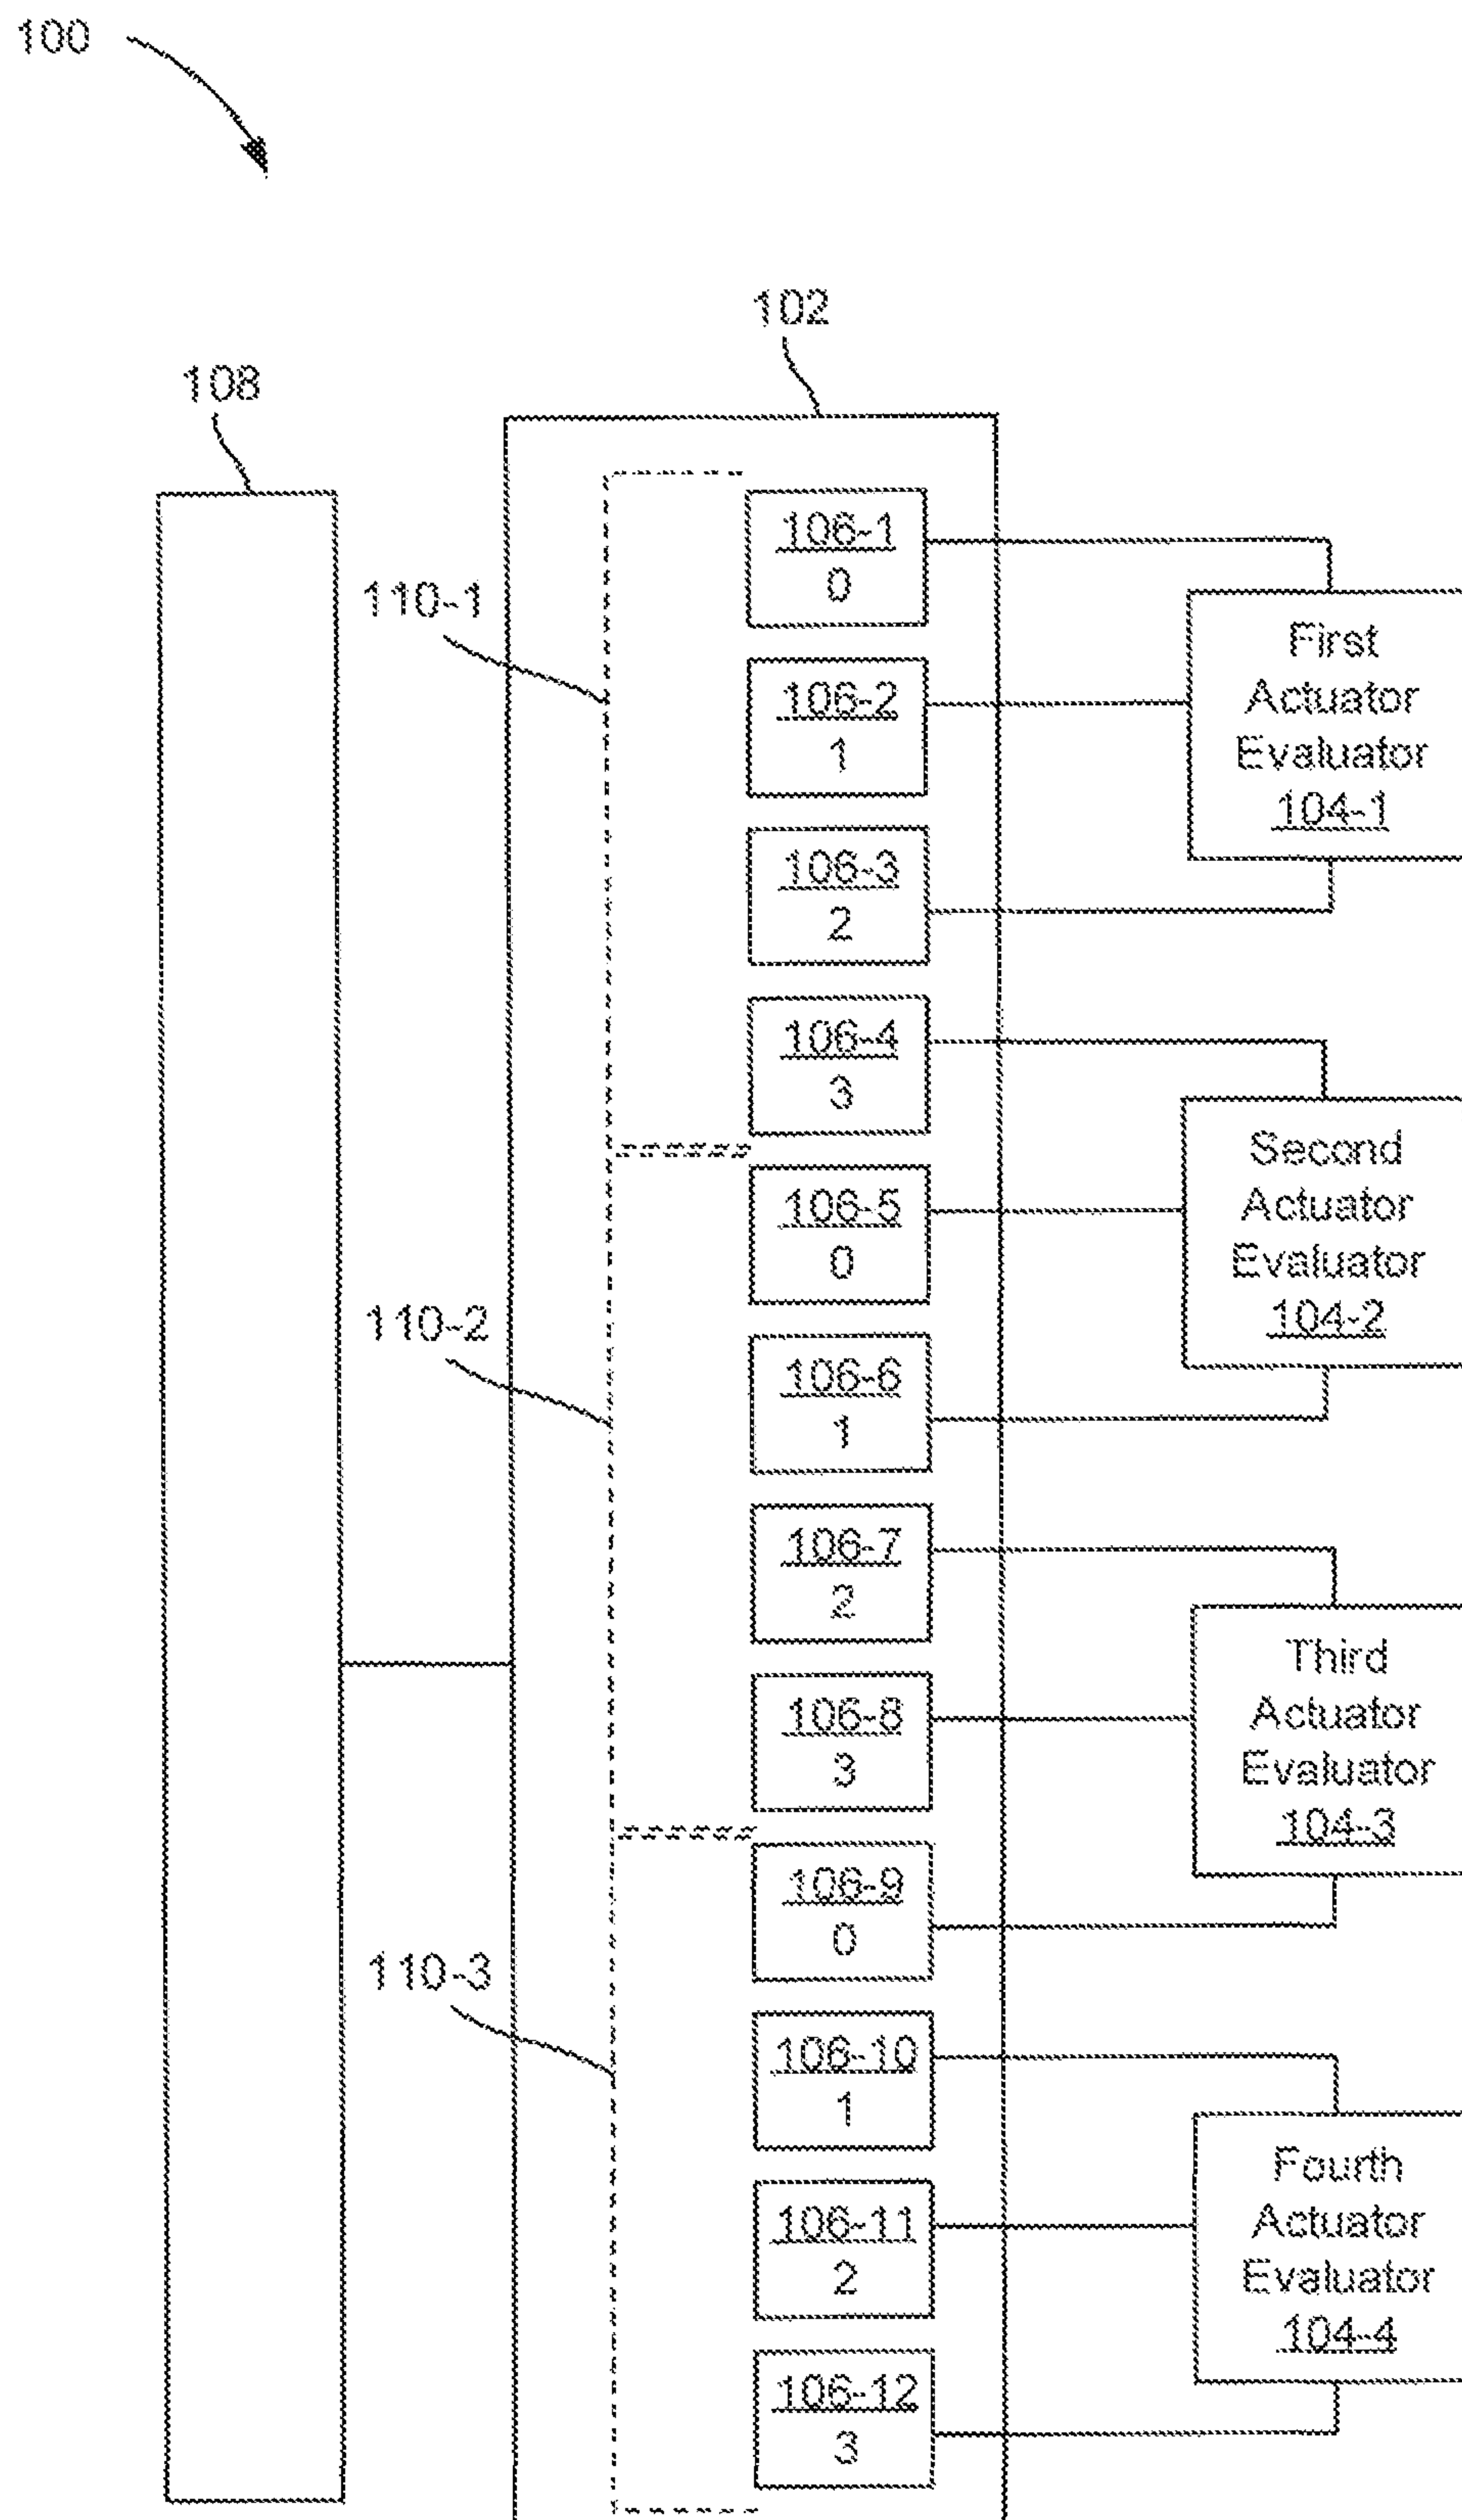 100
102
108
106-1
0
110-1
First
Actuator
Evaluator
104-1
106-2
1
106-3
2
106-4
3
Second
Actuator
Evaluator
104-2
106-5
0
110-2
106-6
1
106-7
2
Third
Actuator
Evaluator
104-3
106-8
3
106-9
0
110-3
106-10
1
Fourth
Actuator
Evaluator
104-4
106-11
2
106-12
3